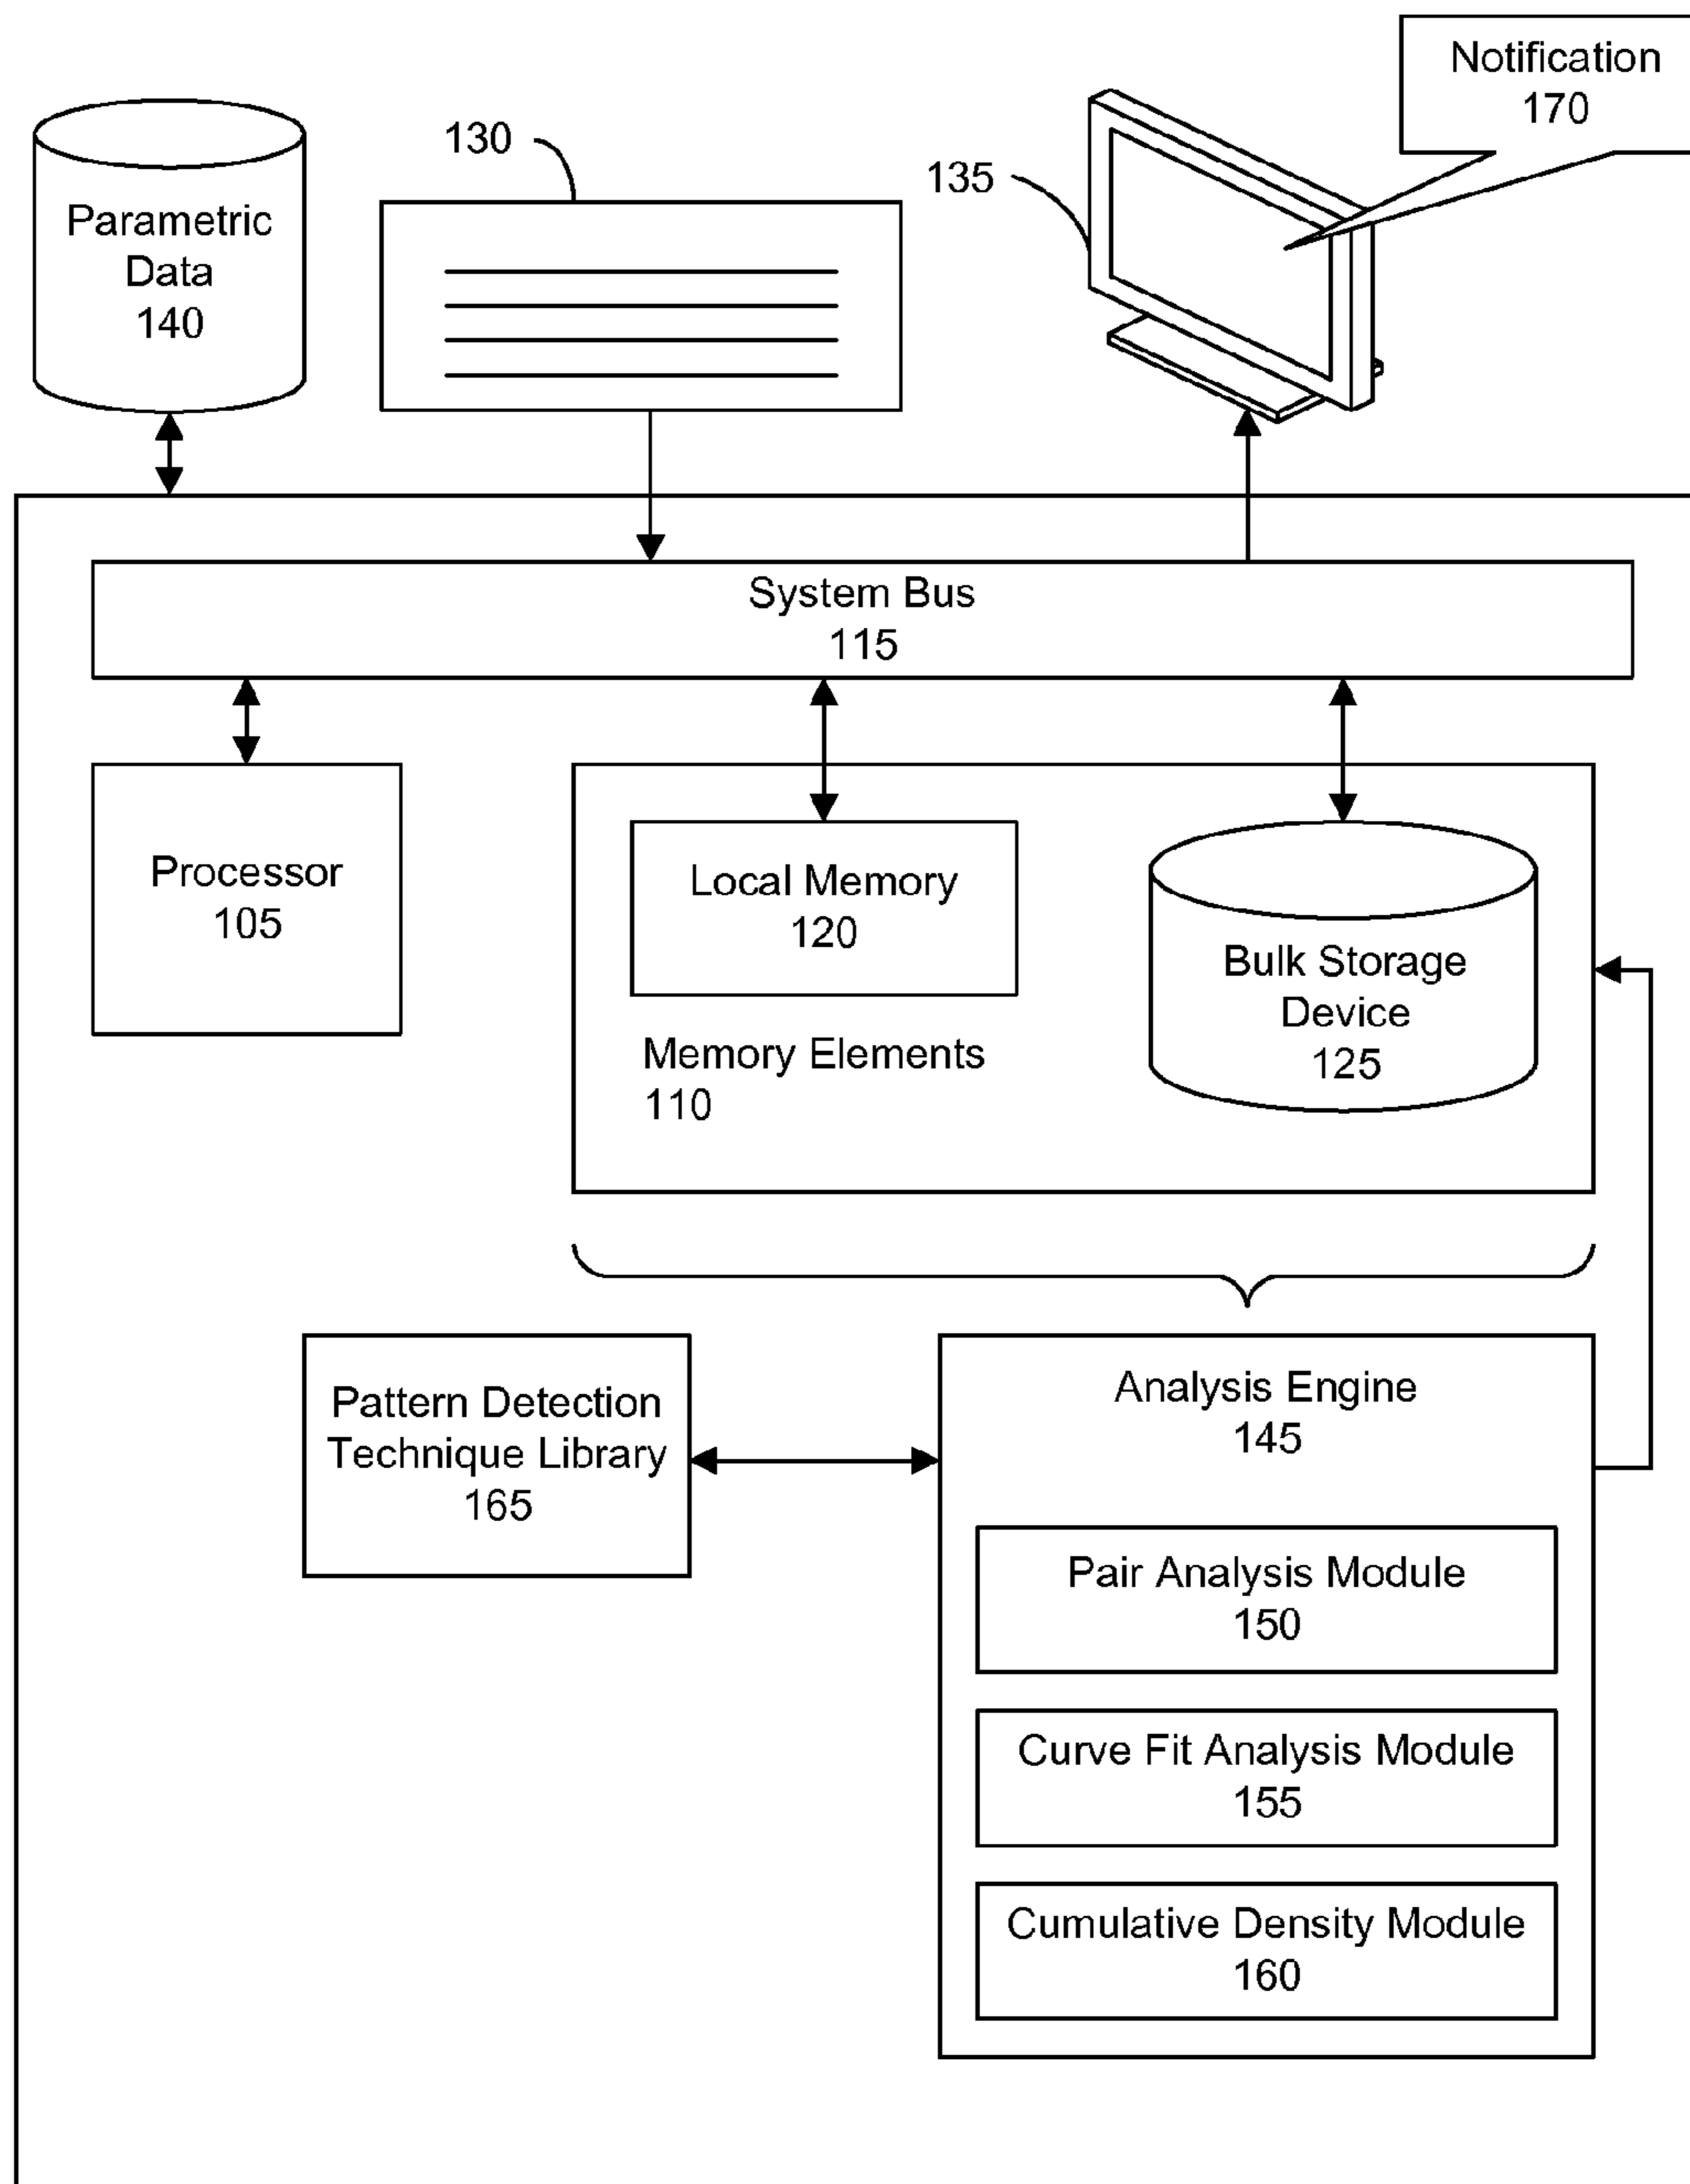 Notification
170
130
135
Parametric
Data
140
System Bus
115
Processor
105
Local Memory
120
Bulk Storage
Device
125
Memory Elements
110
Pattern Detection
Technique Library
165
Analysis Engine
145
Pair Analysis Module
150
Curve Fit Analysis Module
155
Cumulative Density Module
160